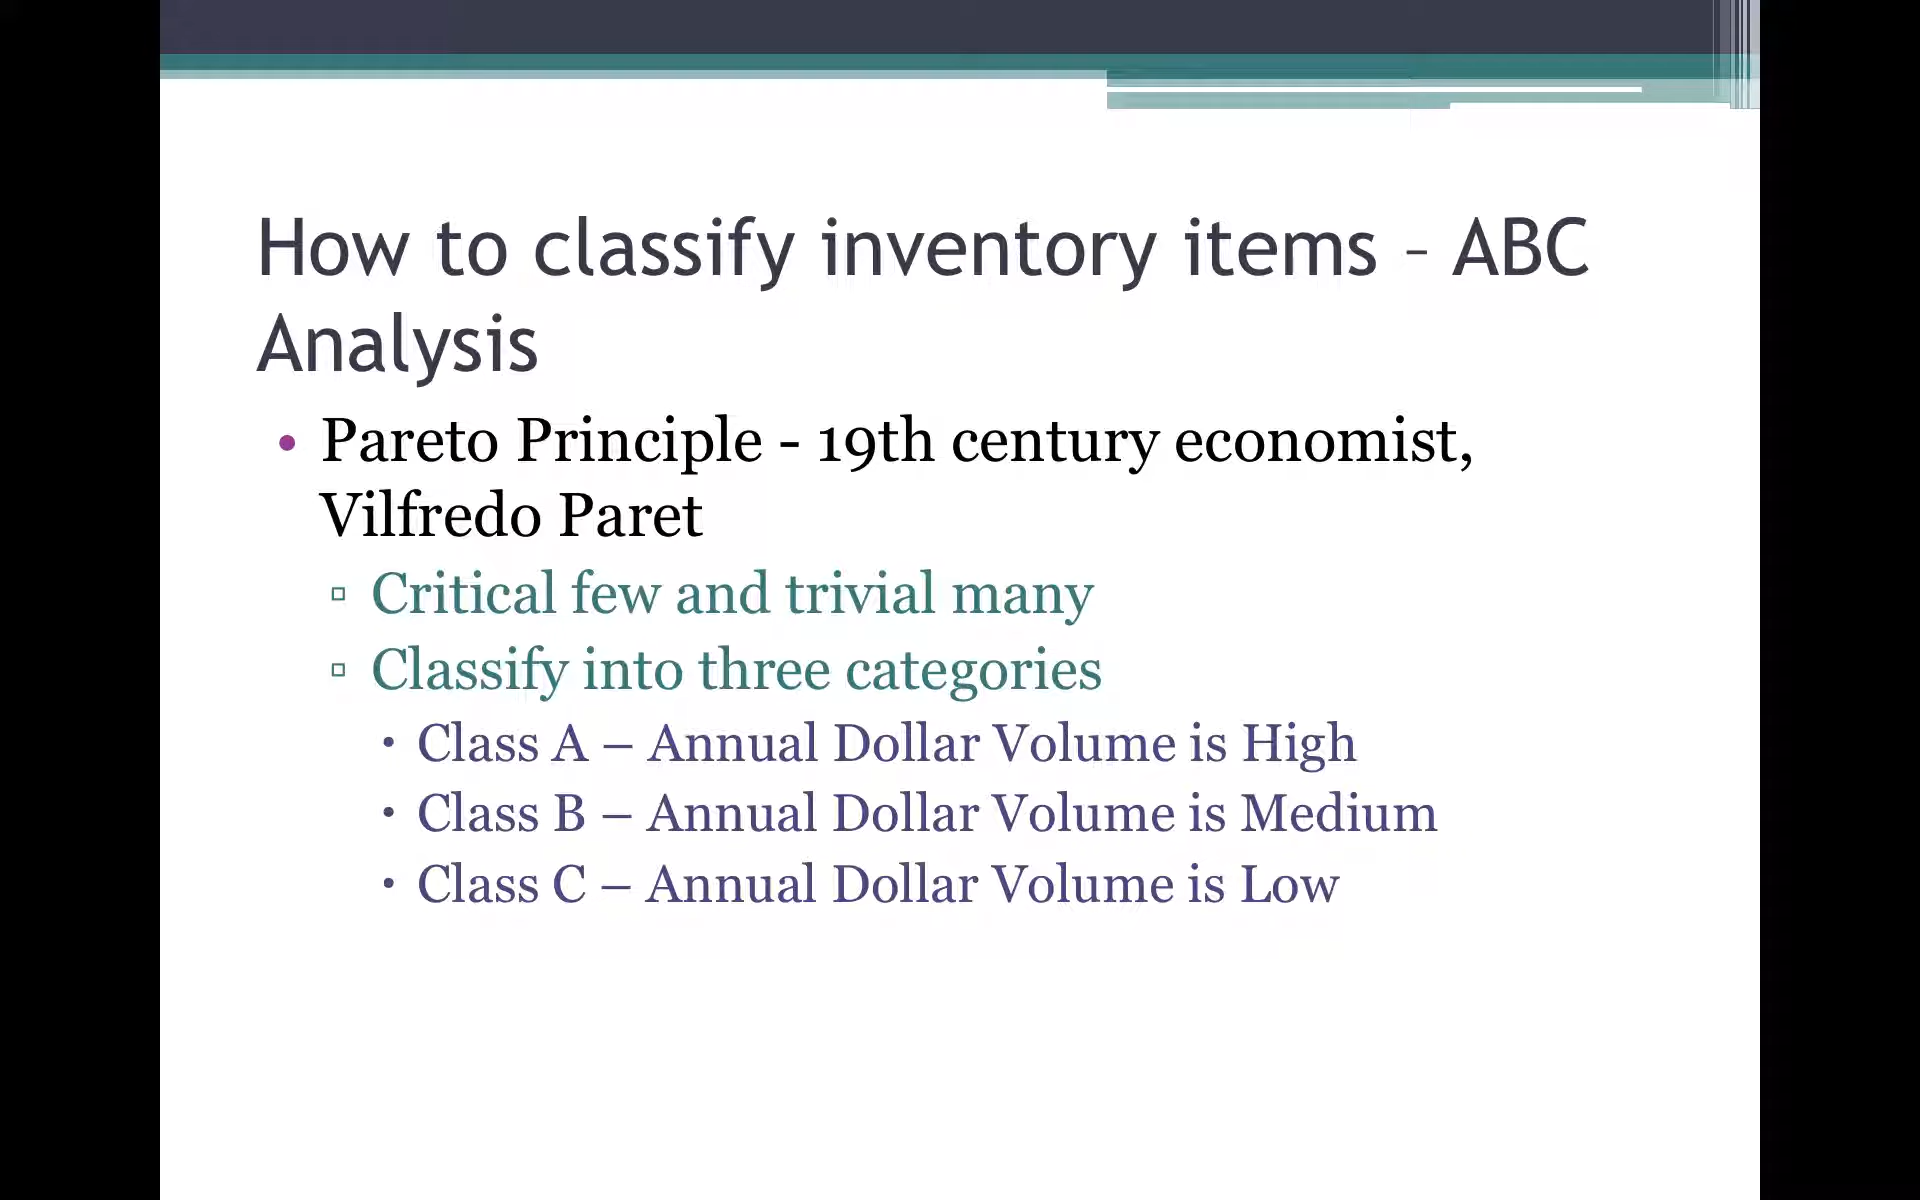 How to classify inventory items – ABC
Analysis
• Pareto Principle - 19th century economist,
Vilfredo Paret
▫ Critical few and trivial many
▫ Classify into three categories
▪ Class A – Annual Dollar Volume is High
▪ Class B – Annual Dollar Volume is Medium
▪ Class C – Annual Dollar Volume is Low